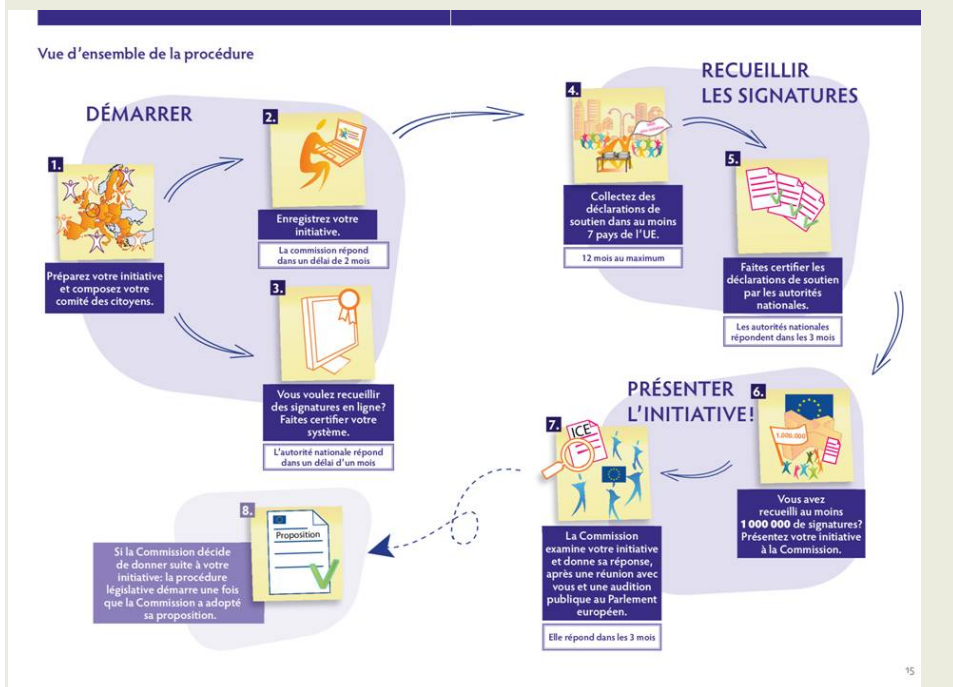 Vue d'ensemble de la procédure
DÉMARRER
1.
Préparez votre initiative
et composez votre
comité des citoyens.
2.
Enregistrez votre
initiative.
La commission répond
dans un délai de 2 mois
3.
Vous voulez recueillir
des signatures en ligne?
Faites certifier votre
système.
L'autorité nationale répond
dans un délai d'un mois
RECUEILLIR
LES SIGNATURES
4.
Collectez des
déclarations de
soutien dans au moins
7 pays de l'UE.
12 mois au maximum
5.
Faites certifier les
déclarations de soutien
par les autorités
nationales.
Les autorités nationales
répondent dans les 3 mois
PRÉSENTER
L'INITIATIVE!
6.
1.000.000
Vous avez
recueilli au moins
1 000 000 de signatures?
Présentez votre initiative
à la Commission.
7.
ICE
La Commission
examine votre initiative
et donne sa réponse,
après une réunion avec
vous et une audition
publique au Parlement
européen.
Elle répond dans les 3 mois
8.
Proposition
Si la Commission décide
de donner suite à votre
initiative: la procédure
législative démarre une fois
que la Commission a adopté
sa proposition.
15